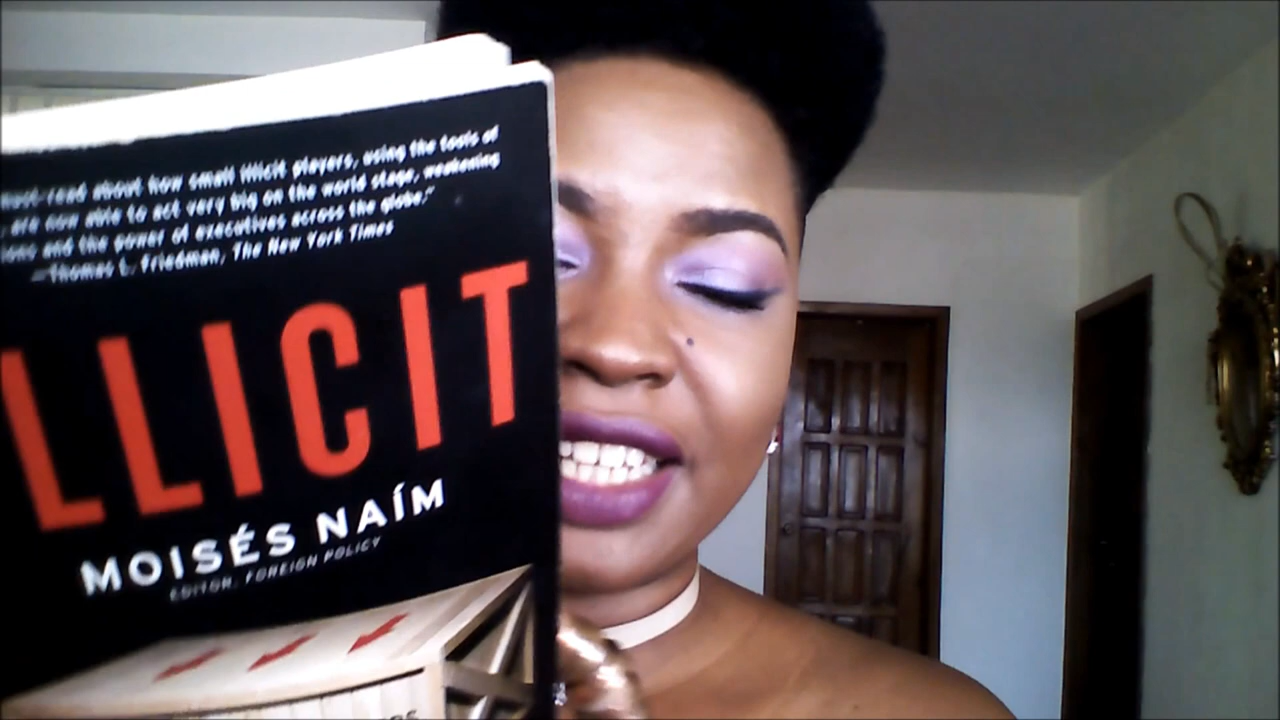 must-read about how small illicit players, using the tools of
are now able to act very big on the world stage, weakening
ions and the power of executives across the globe."
—Thomas L. Friedman, The New York Times
LLICIT
MOISÉS NAÍM
EDITOR, FOREIGN POLICY